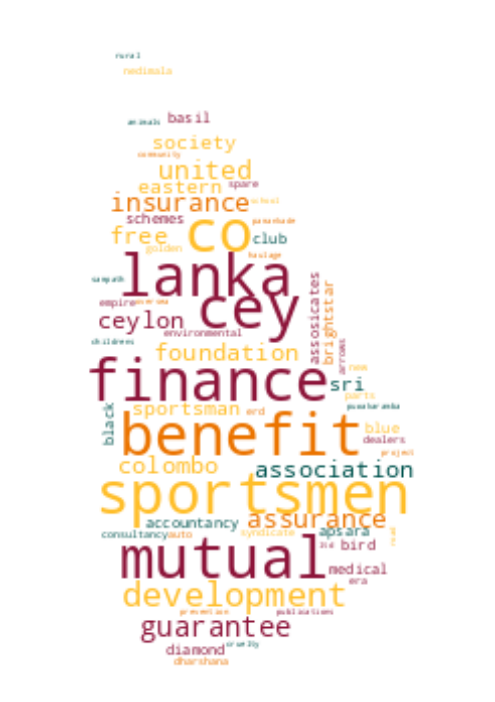 rural
nedimala
animals basil
society
community
united
eastern spare
insurance school
schemes panankade
free co club
golden haulage
lanka
sampath
empire cey
ceylon assosicates brightstar
environmental
childrens arrows
foundation
finance new
sri
parts
sportsman erd
black benefit blue
dealers
project
colombo association
sportsmen
accountancy assurance
consultancy auto syndicate apsara road
mutual ltd bird
medical
era
development
prevention publications
guarantee
cruelty
diamond
dharshana